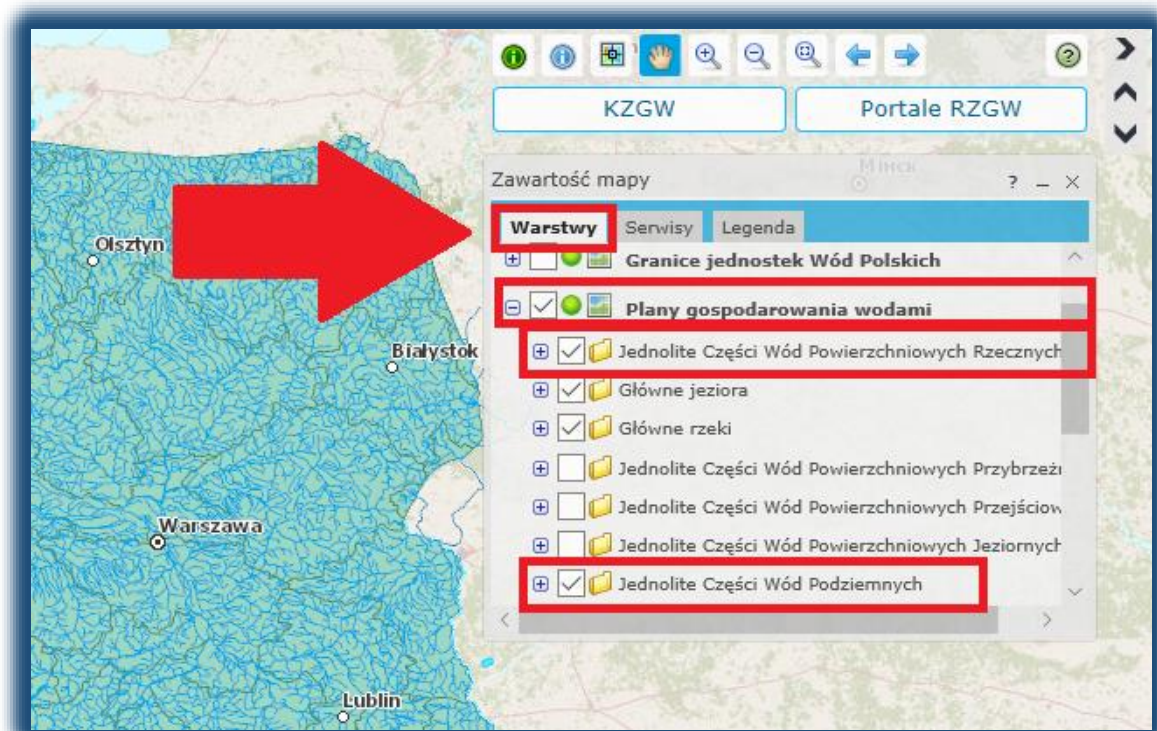 KZGW
Portale RZGW
Минск
Zawartość mapy
? _ ×
Warstwy
Serwisy
Legenda
Granice jednostek Wód Polskich
Plany gospodarowania wodami
Jednolite Części Wód Powierzchniowych Rzecznych
Główne jeziora
Główne rzeki
Jednolite Części Wód Powierzchniowych Przybrzeżn
Jednolite Części Wód Powierzchniowych Przejściow
Jednolite Części Wód Powierzchniowych Jeziornych
Jednolite Części Wód Podziemnych
Olsztyn
Białystok
Warszawa
Lublin